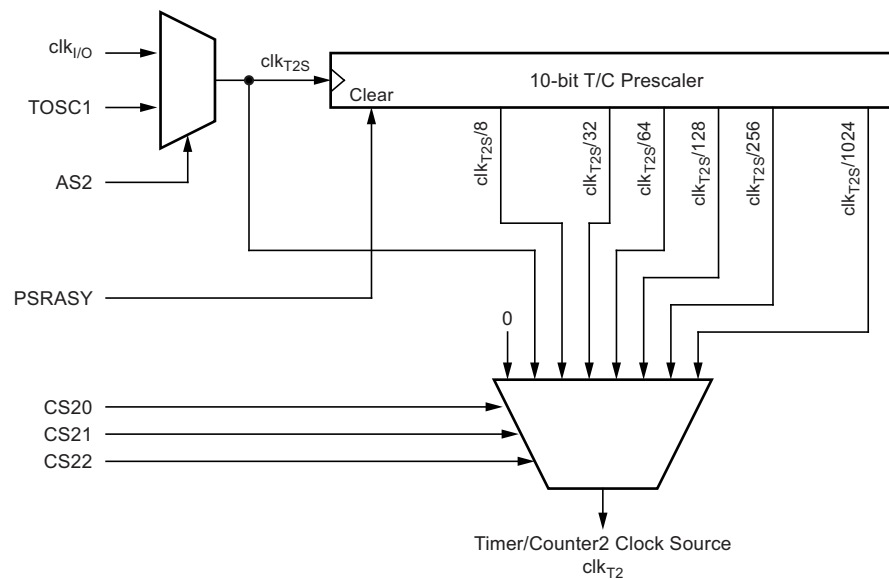 clkI/O
clkT2S
10-bit T/C Prescaler
TOSC1
Clear
clkT2S/8
clkT2S/32
clkT2S/64
clkT2S/128
clkT2S/256
clkT2S/1024
AS2
PSRASY
0
CS20
CS21
CS22
Timer/Counter2 Clock Source
clkT2